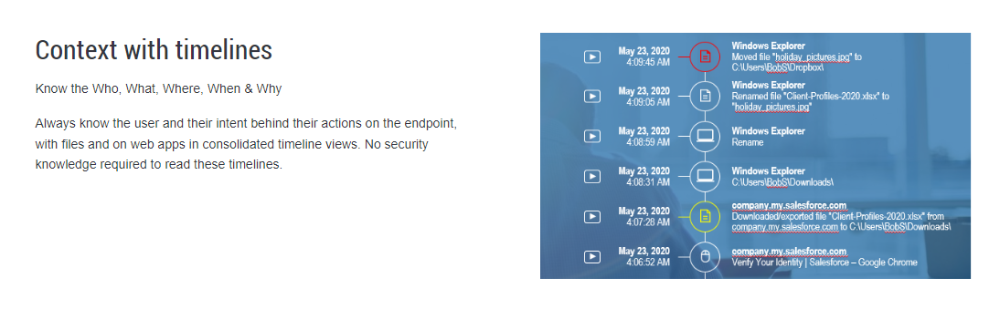 Context with timelines
Know the Who, What, Where, When & Why
Always know the user and their intent behind their actions on the endpoint,
with files and on web apps in consolidated timeline views. No security
knowledge required to read these timelines.
May 23, 2020
4:09:45 AM
Windows Explorer
Moved file "holiday_pictures.jpg" to
C:\Users\BobS\Dropbox\
May 23, 2020
4:09:05 AM
Windows Explorer
Renamed file "Client-Profiles-2020.xlsx" to
"holiday_pictures.jpg"
May 23, 2020
4:08:59 AM
Windows Explorer
Rename
May 23, 2020
4:08:31 AM
Windows Explorer
C:\Users\BobS\Downloads\
May 23, 2020
4:07:28 AM
company.my.salesforce.com
Downloaded/exported file "Client-Profiles-2020.xlsx" from
company.my.salesforce.com to C:\Users\BobS\Downloads\
May 23, 2020
4:06:52 AM
company.my.salesforce.com
Verify Your Identity | Salesforce – Google Chrome